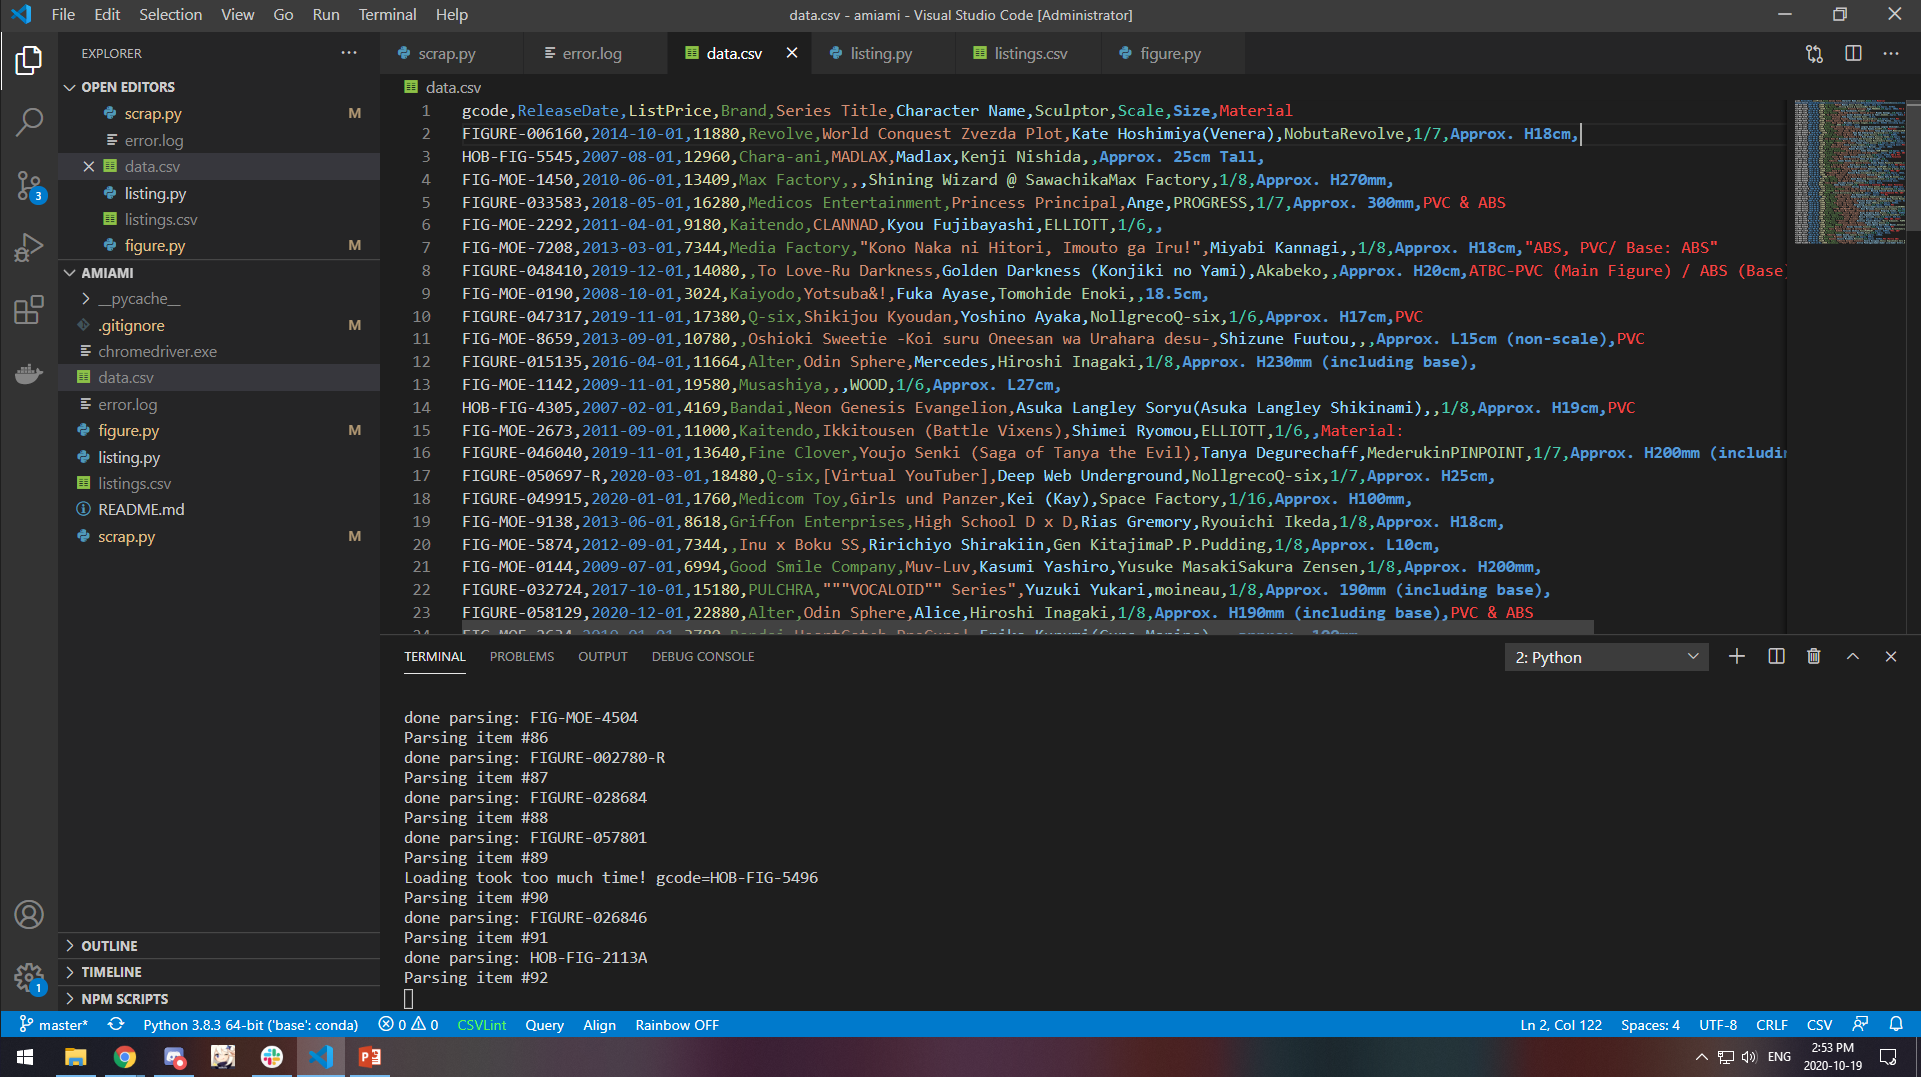 File Edit Selection View Go Run Terminal Help
data.csv - amiami - Visual Studio Code [Administrator]
EXPLORER
OPEN EDITORS
scrap.py M
error.log
data.csv
listing.py
listings.csv
figure.py M
AMIAMI
__pycache__
.gitignore M
chromedriver.exe
data.csv
error.log
figure.py M
listing.py
listings.csv
README.md
scrap.py M
OUTLINE
TIMELINE
NPM SCRIPTS
3
1
scrap.py error.log data.csv listing.py listings.csv figure.py
data.csv
1 gcode,ReleaseDate,ListPrice,Brand,Series Title,Character Name,Sculptor,Scale,Size,Material
2 FIGURE-006160,2014-10-01,11880,Revolve,World Conquest Zvezda Plot,Kate Hoshimiya(Venera),NobutaRevolve,1/7,Approx. H18cm,
3 HOB-FIG-5545,2007-08-01,12960,Chara-ani,MADLAX,Madlax,Kenji Nishida,,Approx. 25cm Tall,
4 FIG-MOE-1450,2010-06-01,13409,Max Factory,,,Shining Wizard @ SawachikaMax Factory,1/8,Approx. H270mm,
5 FIGURE-033583,2018-05-01,16280,Medicos Entertainment,Princess Principal,Ange,PROGRESS,1/7,Approx. 300mm,PVC & ABS
6 FIG-MOE-2292,2011-04-01,9180,Kaitendo,CLANNAD,Kyou Fujibayashi,ELLIOTT,1/6,,
7 FIG-MOE-7208,2013-03-01,7344,Media Factory,"Kono Naka ni Hitori, Imouto ga Iru!",Miyabi Kannagi,,1/8,Approx. H18cm,"ABS, PVC/ Base: ABS"
8 FIGURE-048410,2019-12-01,14080,,To Love-Ru Darkness,Golden Darkness (Konjiki no Yami),Akabeko,,Approx. H20cm,ATBC-PVC (Main Figure) / ABS (Base)
9 FIG-MOE-0190,2008-10-01,3024,Kaiyodo,Yotsuba&!,Fuka Ayase,Tomohide Enoki,,18.5cm,
10 FIGURE-047317,2019-11-01,17380,Q-six,Shikijou Kyoudan,Yoshino Ayaka,NollgrecoQ-six,1/6,Approx. H17cm,PVC
11 FIG-MOE-8659,2013-09-01,10780,,Oshioki Sweetie -Koi suru Oneesan wa Urahara desu-,Shizune Fuutou,,,Approx. L15cm (non-scale),PVC
12 FIGURE-015135,2016-04-01,11664,Alter,Odin Sphere,Mercedes,Hiroshi Inagaki,1/8,Approx. H230mm (including base),
13 FIG-MOE-1142,2009-11-01,19580,Musashiya,,,WOOD,1/6,Approx. L27cm,
14 HOB-FIG-4305,2007-02-01,4169,Bandai,Neon Genesis Evangelion,Asuka Langley Soryu(Asuka Langley Shikinami),,1/8,Approx. H19cm,PVC
15 FIG-MOE-2673,2011-09-01,11000,Kaitendo,Ikkitousen (Battle Vixens),Shimei Ryomou,ELLIOTT,1/6,,Material:
16 FIGURE-046040,2019-11-01,13640,Fine Clover,Youjo Senki (Saga of Tanya the Evil),Tanya Degurechaff,MederukinPINPOINT,1/7,Approx. H200mm (includin
17 FIGURE-050697-R,2020-03-01,18480,Q-six,[Virtual YouTuber],Deep Web Underground,NollgrecoQ-six,1/7,Approx. H25cm,
18 FIGURE-049915,2020-01-01,1760,Medicom Toy,Girls und Panzer,Kei (Kay),Space Factory,1/16,Approx. H100mm,
19 FIG-MOE-9138,2013-06-01,8618,Griffon Enterprises,High School D x D,Rias Gremory,Ryouichi Ikeda,1/8,Approx. H18cm,
20 FIG-MOE-5874,2012-09-01,7344,,Inu x Boku SS,Ririchiyo Shirakiin,Gen KitajimaP.P.Pudding,1/8,Approx. L10cm,
21 FIG-MOE-0144,2009-07-01,6994,Good Smile Company,Muv-Luv,Kasumi Yashiro,Yusuke MasakiSakura Zensen,1/8,Approx. H200mm,
22 FIGURE-032724,2017-10-01,15180,PULCHRA,"""VOCALOID"" Series",Yuzuki Yukari,moineau,1/8,Approx. 190mm (including base),
23 FIGURE-058129,2020-12-01,22880,Alter,Odin Sphere,Alice,Hiroshi Inagaki,1/8,Approx. H190mm (including base),PVC & ABS
TERMINAL PROBLEMS OUTPUT DEBUG CONSOLE
2: Python
done parsing: FIG-MOE-4504
Parsing item #86
done parsing: FIGURE-002780-R
Parsing item #87
done parsing: FIGURE-028684
Parsing item #88
done parsing: FIGURE-057801
Parsing item #89
Loading took too much time! gcode=HOB-FIG-5496
Parsing item #90
done parsing: FIGURE-026846
Parsing item #91
done parsing: HOB-FIG-2113A
Parsing item #92
master* Python 3.8.3 64-bit ('base': conda) 0 0 CSVLint Query Align Rainbow OFF
Ln 2, Col 122 Spaces: 4 UTF-8 CRLF CSV
ENG
2:53 PM
2020-10-19